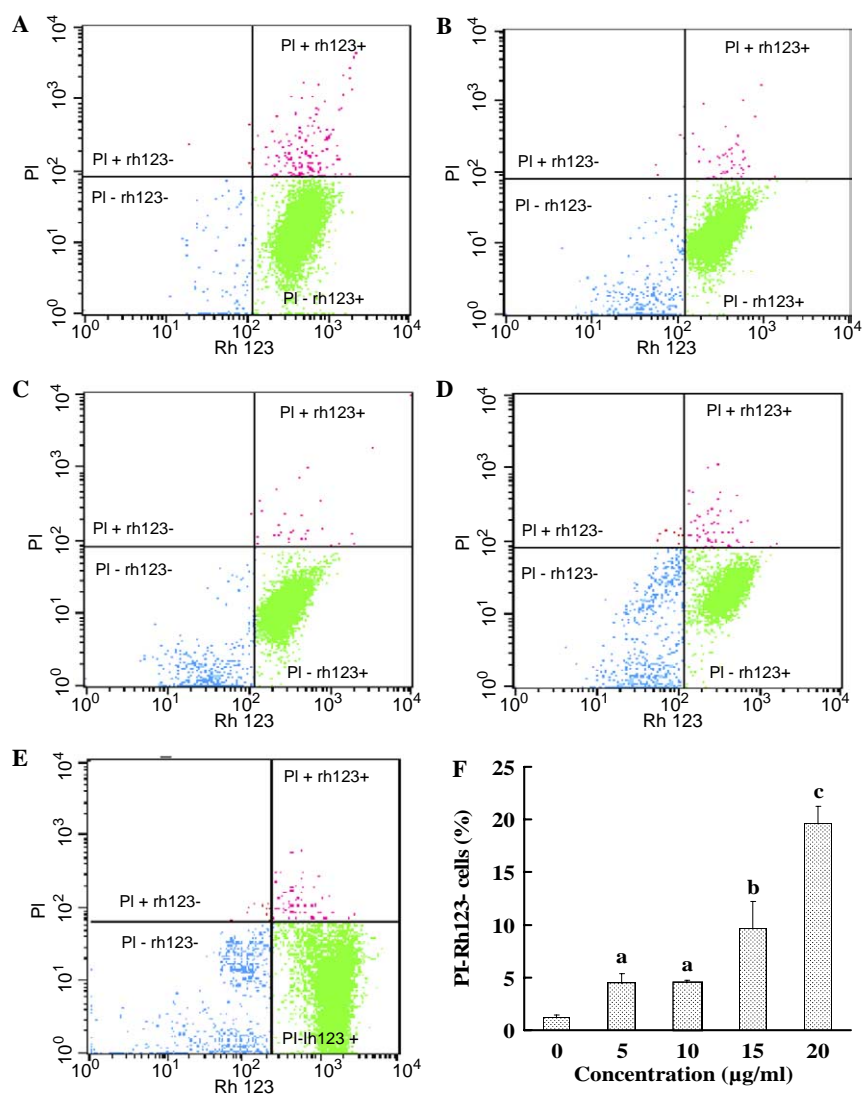 A
10⁴
10³
10²
10¹
10⁰
PI
PI + rh123+
PI + rh123-
PI - rh123-
PI - rh123+
10⁰ 10¹ 10² 10³ 10⁴
Rh 123
B
10⁴
10³
10²
10¹
10⁰
PI
PI + rh123+
PI + rh123-
PI - rh123-
PI - rh123+
10⁰ 10¹ 10² 10³ 10⁴
Rh 123
C
10⁴
10³
10²
10¹
10⁰
PI
PI + rh123+
PI + rh123-
PI - rh123-
PI - rh123+
10⁰ 10¹ 10² 10³ 10⁴
Rh 123
D
10⁴
10³
10²
10¹
10⁰
PI
PI + rh123+
PI + rh123-
PI - rh123-
PI - rh123+
10⁰ 10¹ 10² 10³ 10⁴
Rh 123
E
10⁴
10³
10²
10¹
10⁰
PI
PI + rh123+
PI + rh123-
PI - rh123-
PI-Ih123 +
10⁰ 10¹ 10² 10³ 10⁴
Rh 123
F
PI-Rh123- cells (%)
25
20
15
10
5
0
a
a
b
c
0 5 10 15 20
Concentration (μg/ml)